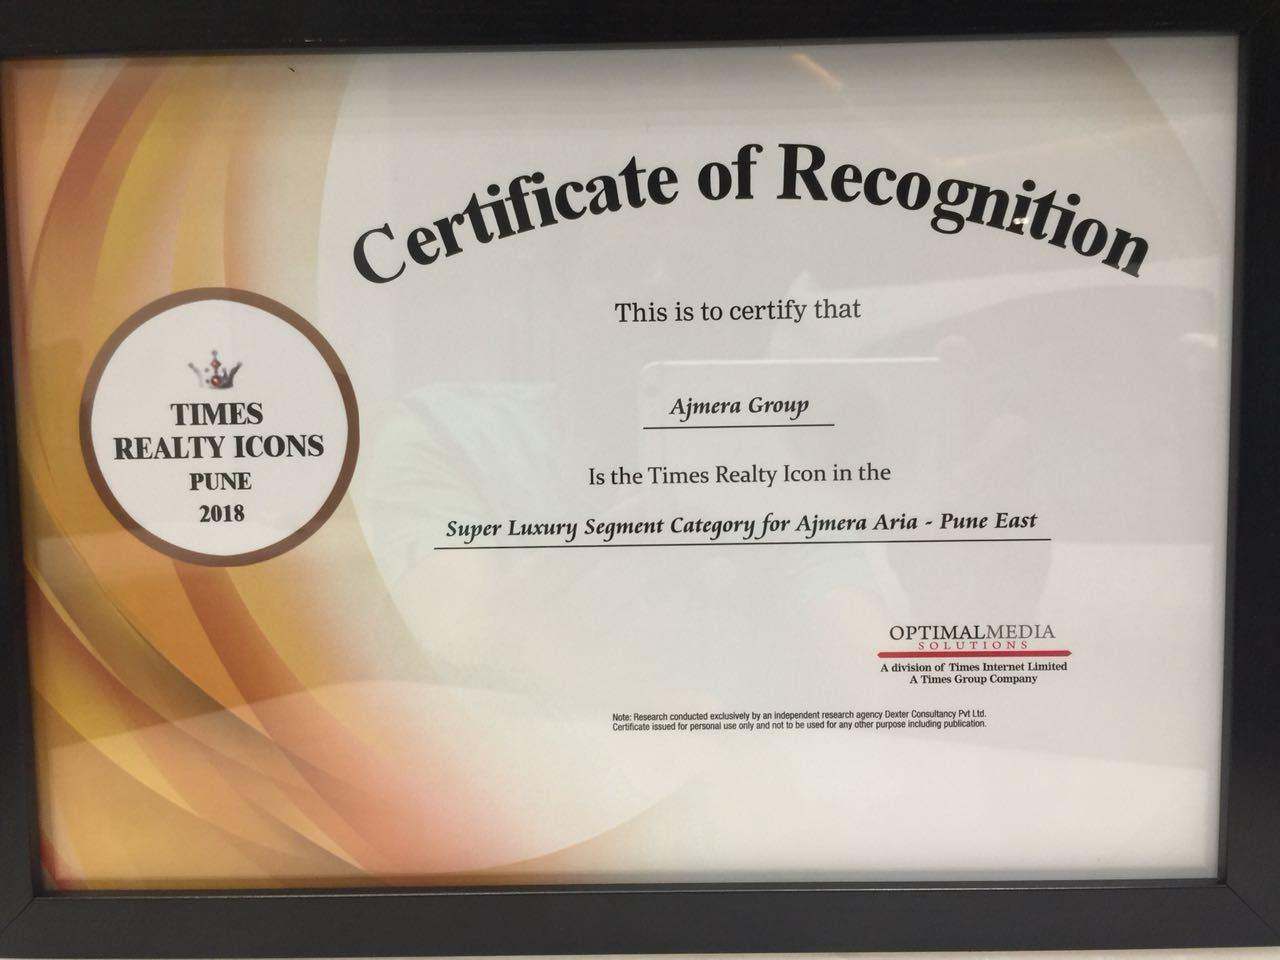 Certificate of Recognition
This is to certify that
Ajmera Group
Is the Times Realty Icon in the
Super Luxury Segment Category for Ajmera Aria - Pune East
TIMES
REALTY ICONS
PUNE
2018
OPTIMALMEDIA
SOLUTIONS
A division of Times Internet Limited
A Times Group Company
Note: Research conducted exclusively by an independent research agency Dexter Consultancy Pvt Ltd.
Certificate issued for personal use only and not to be used for any other purpose including publication.